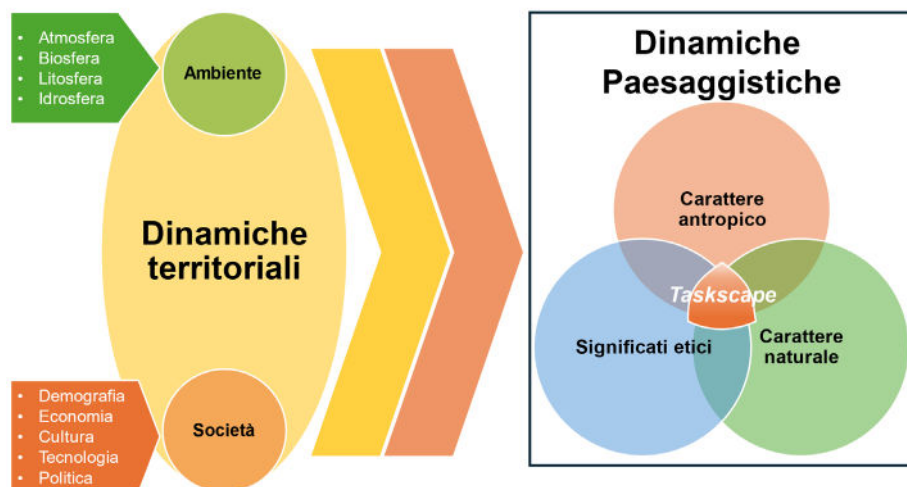 • Atmosfera
• Biosfera
• Litosfera
• Idrosfera
Ambiente
Dinamiche
territoriali
• Demografia
• Economia
• Cultura
• Tecnologia
• Politica
Società
Dinamiche
Paesaggistiche
Carattere
antropico
Taskscape
Significati etici
Carattere
naturale